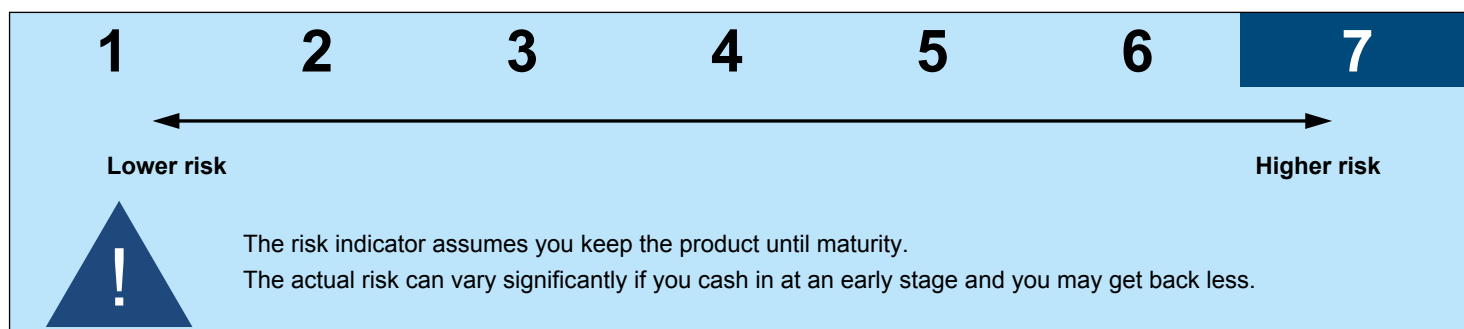 1 2 3 4 5 6 7
Lower risk Higher risk
!
The risk indicator assumes you keep the product until maturity.
The actual risk can vary significantly if you cash in at an early stage and you may get back less.